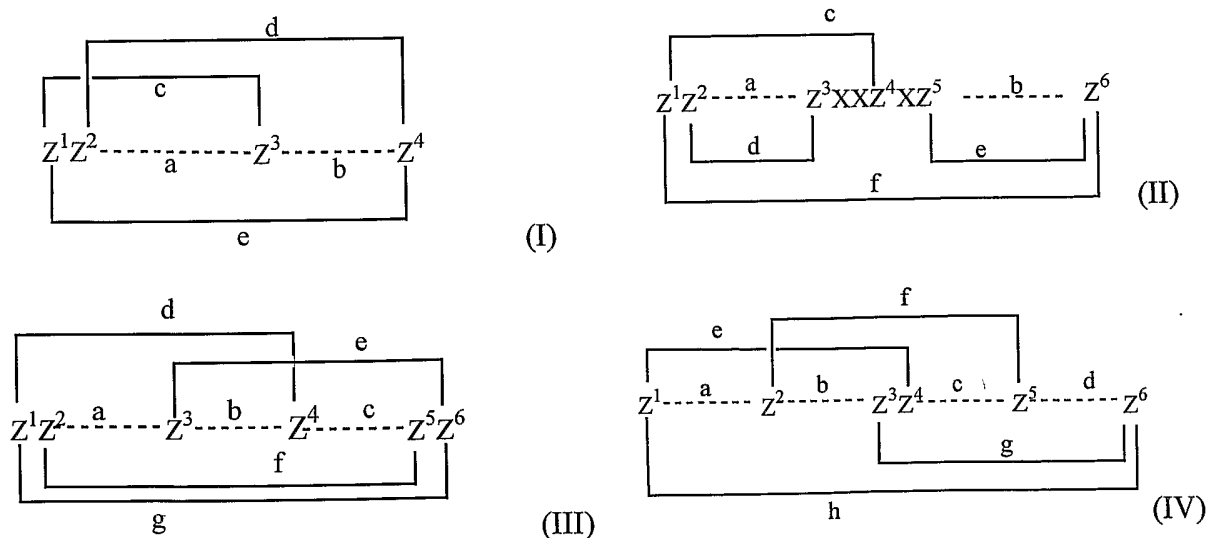 d
c
Z¹Z² Z³ Z⁴
a b
e
(I)
c
a b
Z¹Z² Z³XXZ⁴XZ⁵ Z⁶
d e
f
(II)
d
e
a b c
Z¹Z² Z³ Z⁴ Z⁵Z⁶
f
g
(III)
f
e
a b c d
Z¹ Z² Z³Z⁴ Z⁵ Z⁶
g
h
(IV)